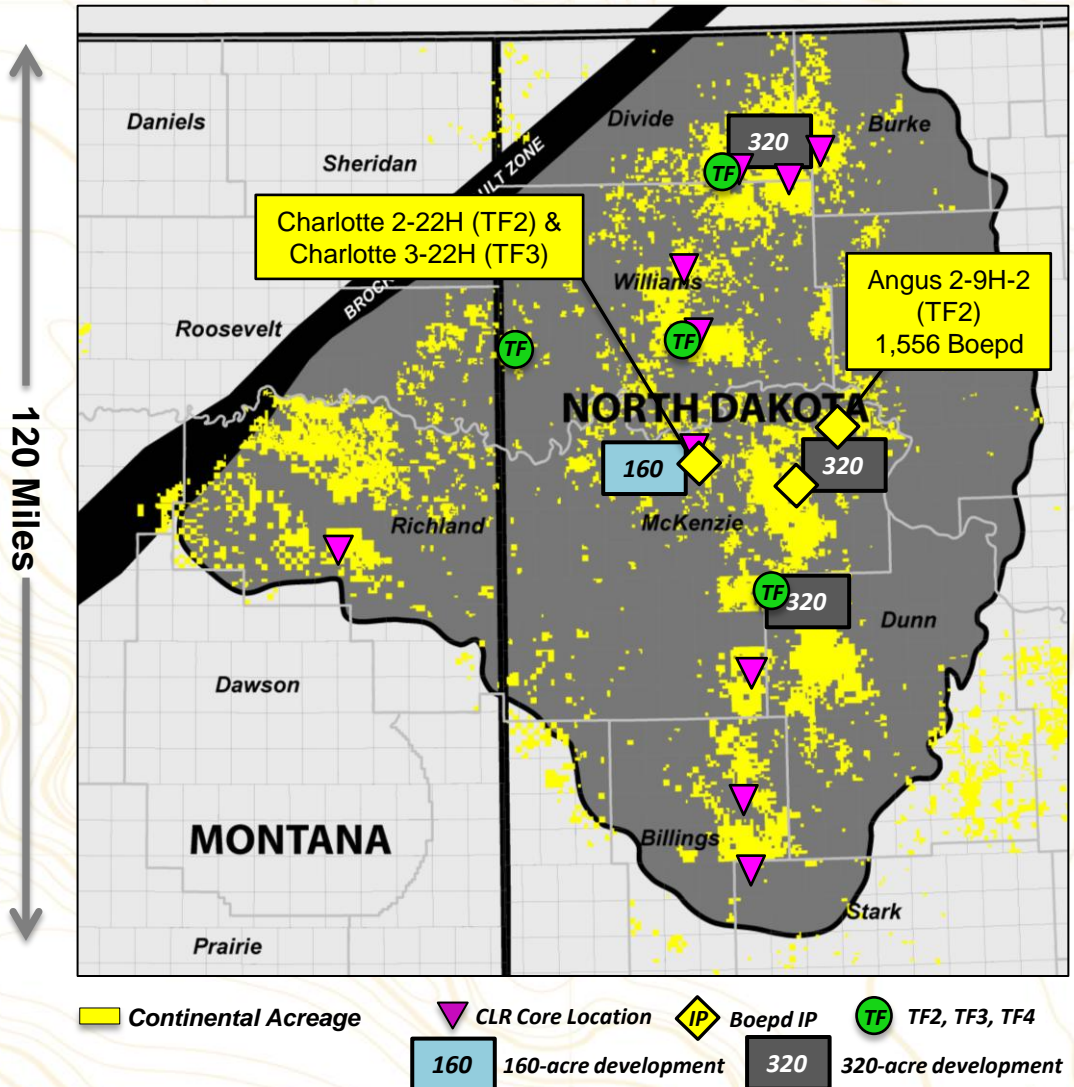 Daniels
Sheridan
Divide
Burke
320
TF
ULT ZONE
BROCK
Charlotte 2-22H (TF2) &
Charlotte 3-22H (TF3)
Williams
Angus 2-9H-2
(TF2)
1,556 Boepd
Roosevelt
TF
TF
NORTH DAKOTA
120 Miles
160
320
Richland
McKenzie
TF
320
Dunn
Dawson
MONTANA
Billings
Stark
Prairie
Continental Acreage
CLR Core Location
IP
Boepd IP
TF
TF2, TF3, TF4
160
160-acre development
320
320-acre development